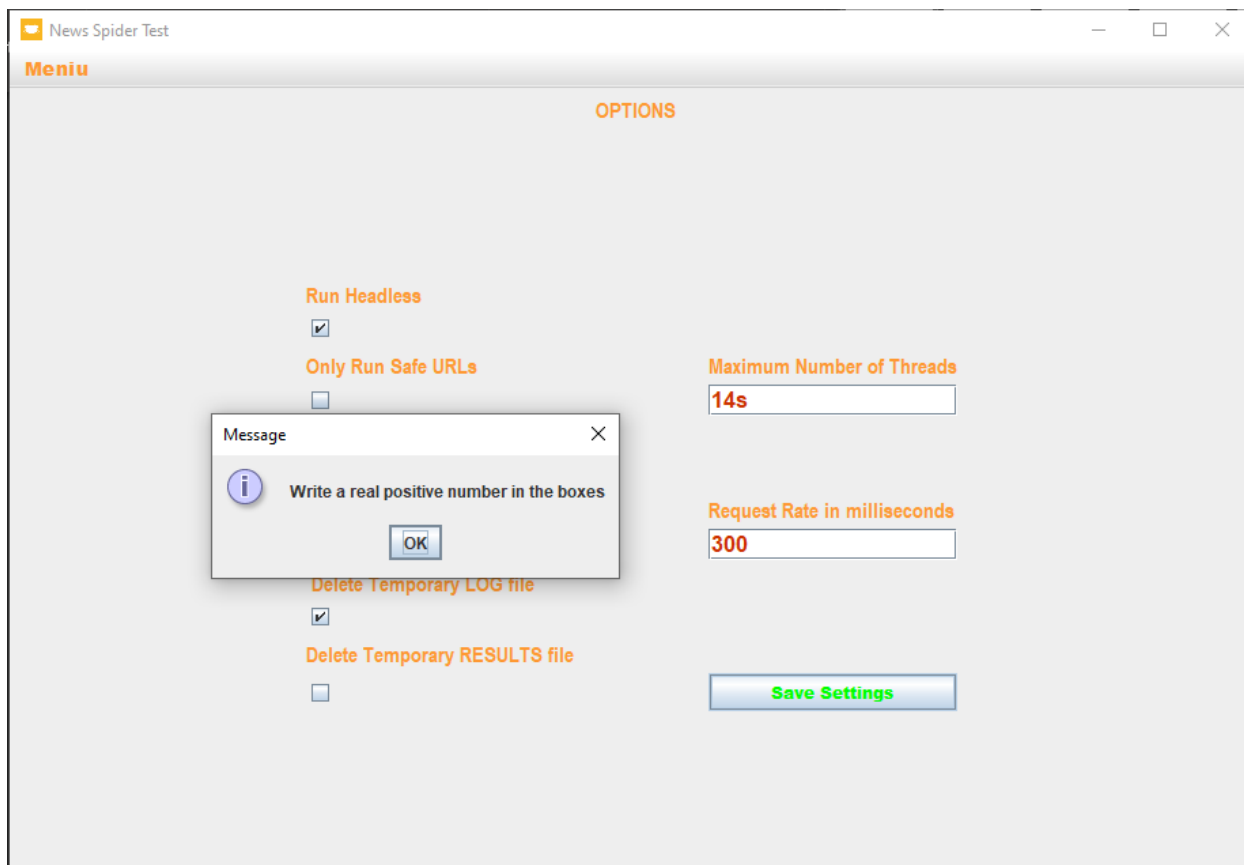 News Spider Test
Meniu
OPTIONS
Run Headless
Only Run Safe URLs
Maximum Number of Threads
14s
Message
Write a real positive number in the boxes
OK
Request Rate in milliseconds
300
Delete Temporary LOG file
Delete Temporary RESULTS file
Save Settings